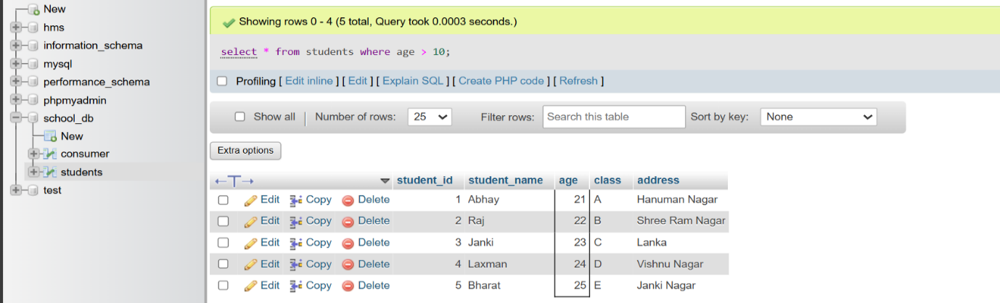 New
hms
information_schema
mysql
performance_schema
phpmyadmin
school_db
New
consumer
students
test
Showing rows 0 - 4 (5 total, Query took 0.0003 seconds.)
select * from students where age > 10;
Profiling [ Edit inline ] [ Edit ] [ Explain SQL ] [ Create PHP code ] [ Refresh ]
Show all | Number of rows: 25 Filter rows: Search this table Sort by key: None
Extra options
←T→ student_id student_name age class address
Edit Copy Delete 1 Abhay 21 A Hanuman Nagar
Edit Copy Delete 2 Raj 22 B Shree Ram Nagar
Edit Copy Delete 3 Janki 23 C Lanka
Edit Copy Delete 4 Laxman 24 D Vishnu Nagar
Edit Copy Delete 5 Bharat 25 E Janki Nagar